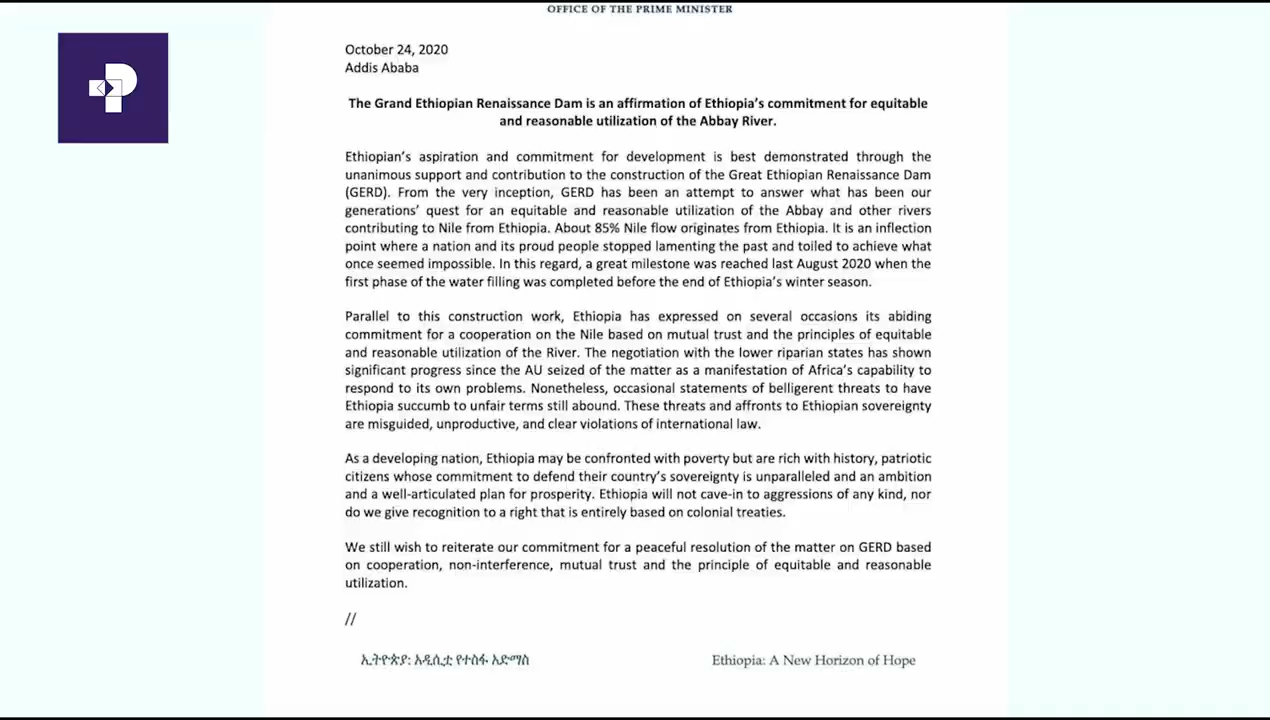 OFFICE OF THE PRIME MINISTER
October 24, 2020
Addis Ababa
The Grand Ethiopian Renaissance Dam is an affirmation of Ethiopia's commitment for equitable
and reasonable utilization of the Abbay River.
Ethiopian's aspiration and commitment for development is best demonstrated through the
unanimous support and contribution to the construction of the Great Ethiopian Renaissance Dam
(GERD). From the very inception, GERD has been an attempt to answer what has been our
generations' quest for an equitable and reasonable utilization of the Abbay and other rivers
contributing to Nile from Ethiopia. About 85% Nile flow originates from Ethiopia. It is an inflection
point where a nation and its proud people stopped lamenting the past and toiled to achieve what
once seemed impossible. In this regard, a great milestone was reached last August 2020 when the
first phase of the water filling was completed before the end of Ethiopia's winter season.
Parallel to this construction work, Ethiopia has expressed on several occasions its abiding
commitment for a cooperation on the Nile based on mutual trust and the principles of equitable
and reasonable utilization of the River. The negotiation with the lower riparian states has shown
significant progress since the AU seized of the matter as a manifestation of Africa's capability to
respond to its own problems. Nonetheless, occasional statements of belligerent threats to have
Ethiopia succumb to unfair terms still abound. These threats and affronts to Ethiopian sovereignty
are misguided, unproductive, and clear violations of international law.
As a developing nation, Ethiopia may be confronted with poverty but are rich with history, patriotic
citizens whose commitment to defend their country's sovereignty is unparalleled and an ambition
and a well-articulated plan for prosperity. Ethiopia will not cave-in to aggressions of any kind, nor
do we give recognition to a right that is entirely based on colonial treaties.
We still wish to reiterate our commitment for a peaceful resolution of the matter on GERD based
on cooperation, non-interference, mutual trust and the principle of equitable and reasonable
utilization.
//
ኢትዮጵያ: አዲሲቷ የተስፋ አድማስ
Ethiopia: A New Horizon of Hope